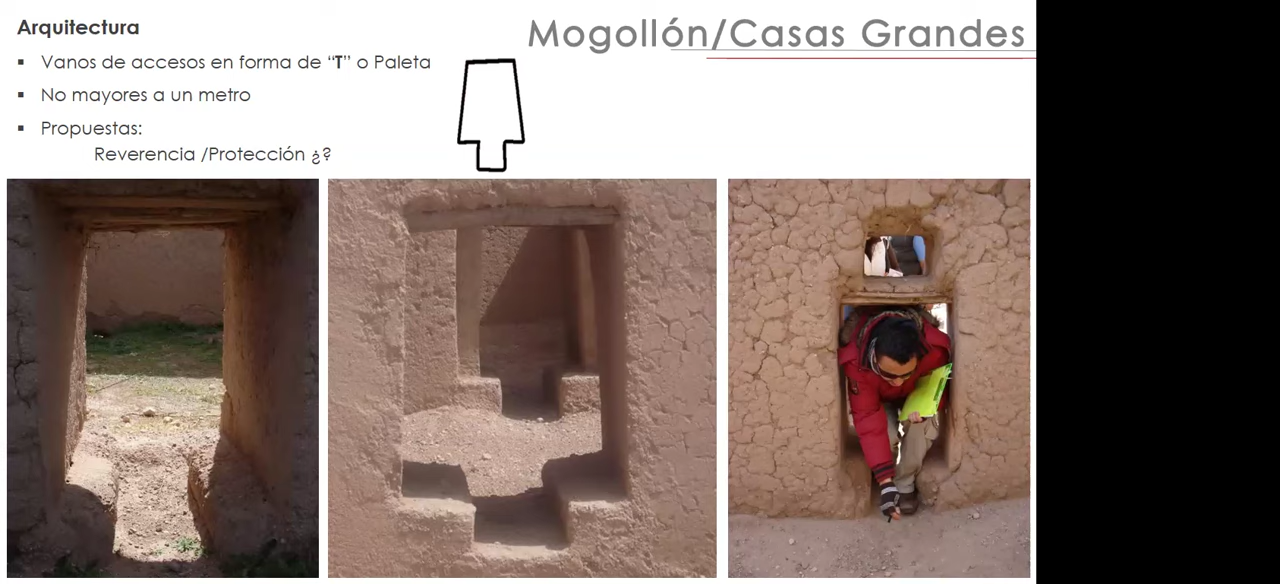 Mogollón/Casas Grandes
Arquitectura
▪ Vanos de accesos en forma de “T” o Paleta
▪ No mayores a un metro
▪ Propuestas:
Reverencia /Protección ¿?